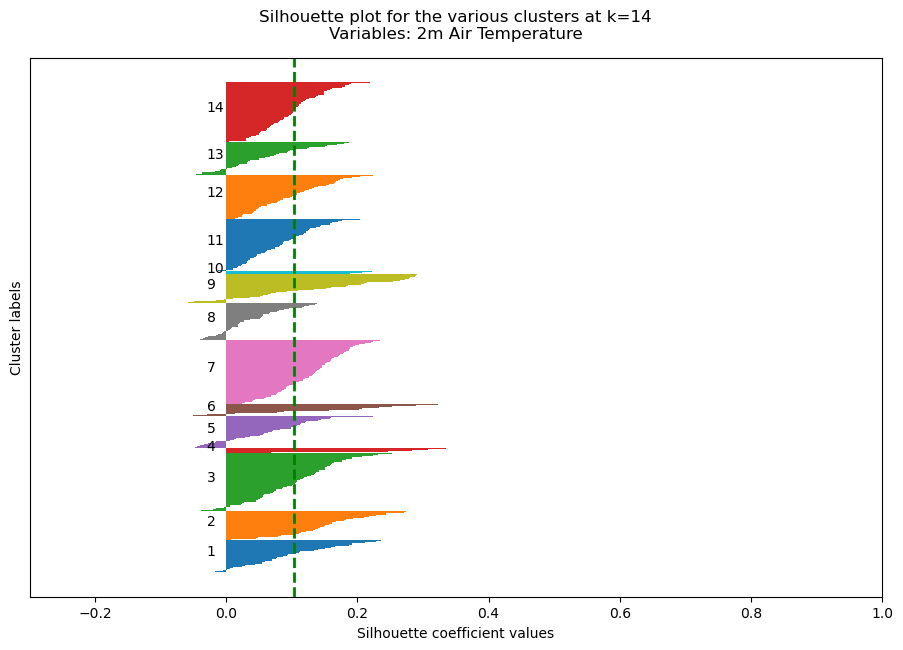 Silhouette plot for the various clusters at k=14
Variables: 2m Air Temperature
14
13
12
11
10
9
8
7
6
5
4
3
2
1
Cluster labels
−0.2 0.0 0.2 0.4 0.6 0.8 1.0
Silhouette coefficient values